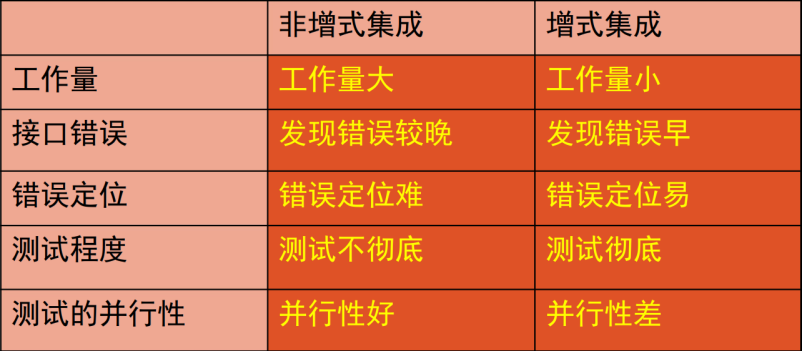 非增式集成 增式集成
工作量 工作量大 工作量小
接口错误 发现错误较晚 发现错误早
错误定位 错误定位难 错误定位易
测试程度 测试不彻底 测试彻底
测试的并行性 并行性好 并行性差